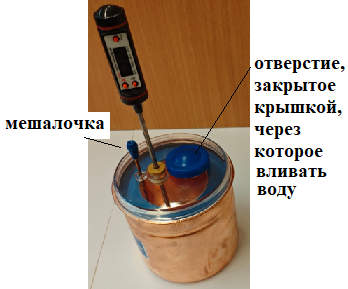 мешалочка
отверстие,
закрытое
крышкой,
через
которое
вливать
воду